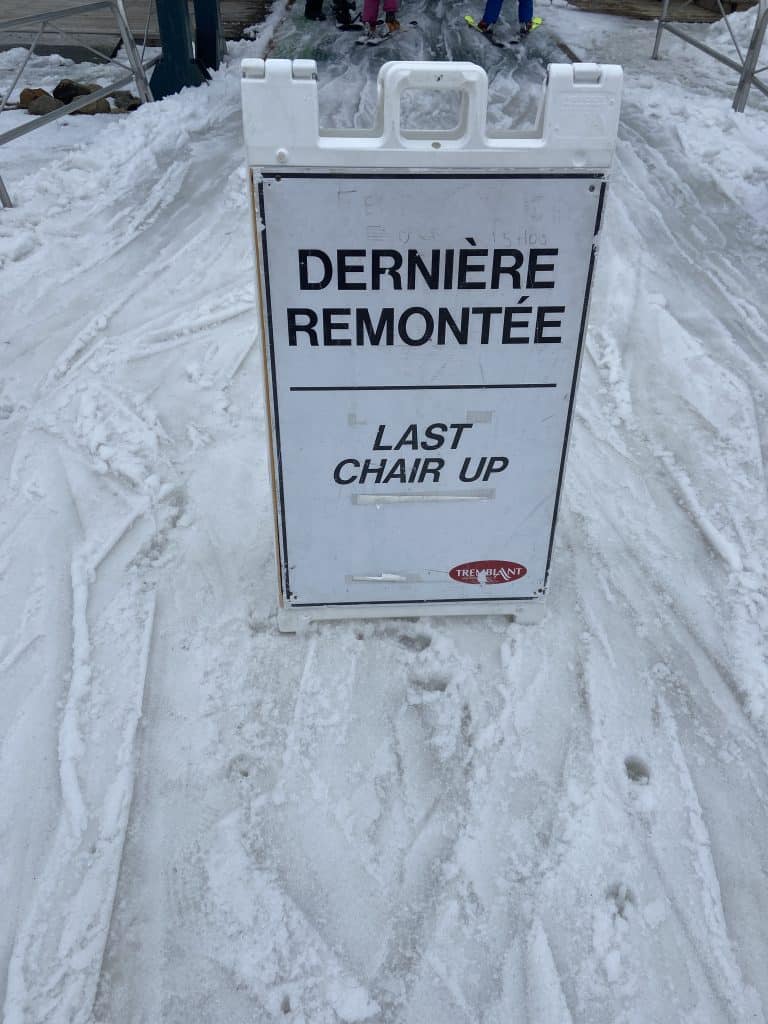 DERNIÈRE
REMONTÉE
LAST
CHAIR UP
TREMBLANT